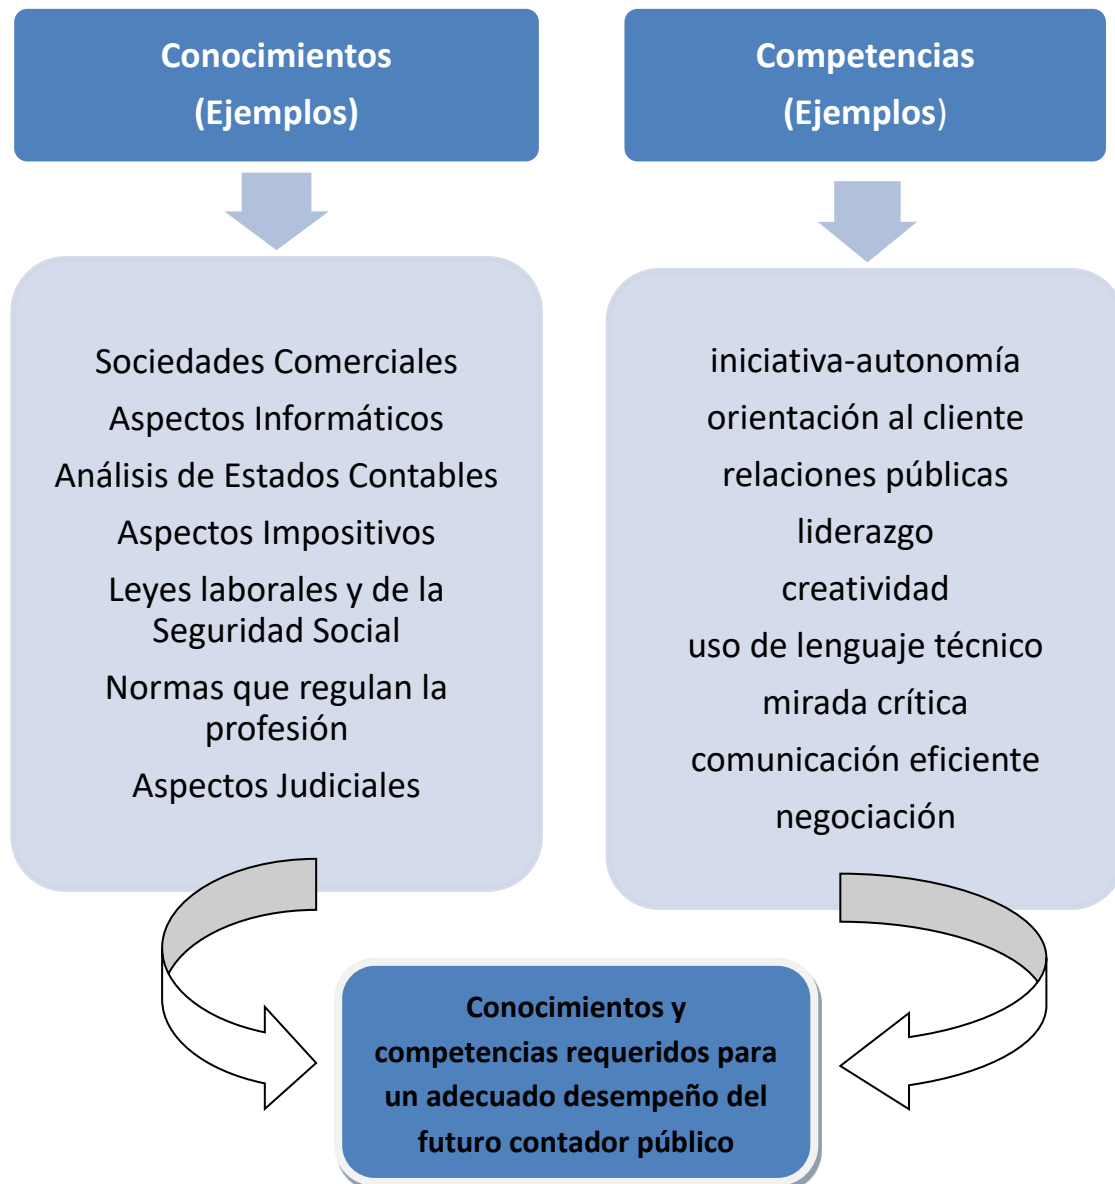 Conocimientos
(Ejemplos)
Sociedades Comerciales
Aspectos Informáticos
Análisis de Estados Contables
Aspectos Impositivos
Leyes laborales y de la
Seguridad Social
Normas que regulan la
profesión
Aspectos Judiciales
Competencias
(Ejemplos)
iniciativa-autonomía
orientación al cliente
relaciones públicas
liderazgo
creatividad
uso de lenguaje técnico
mirada crítica
comunicación eficiente
negociación
Conocimientos y
competencias requeridos para
un adecuado desempeño del
futuro contador público